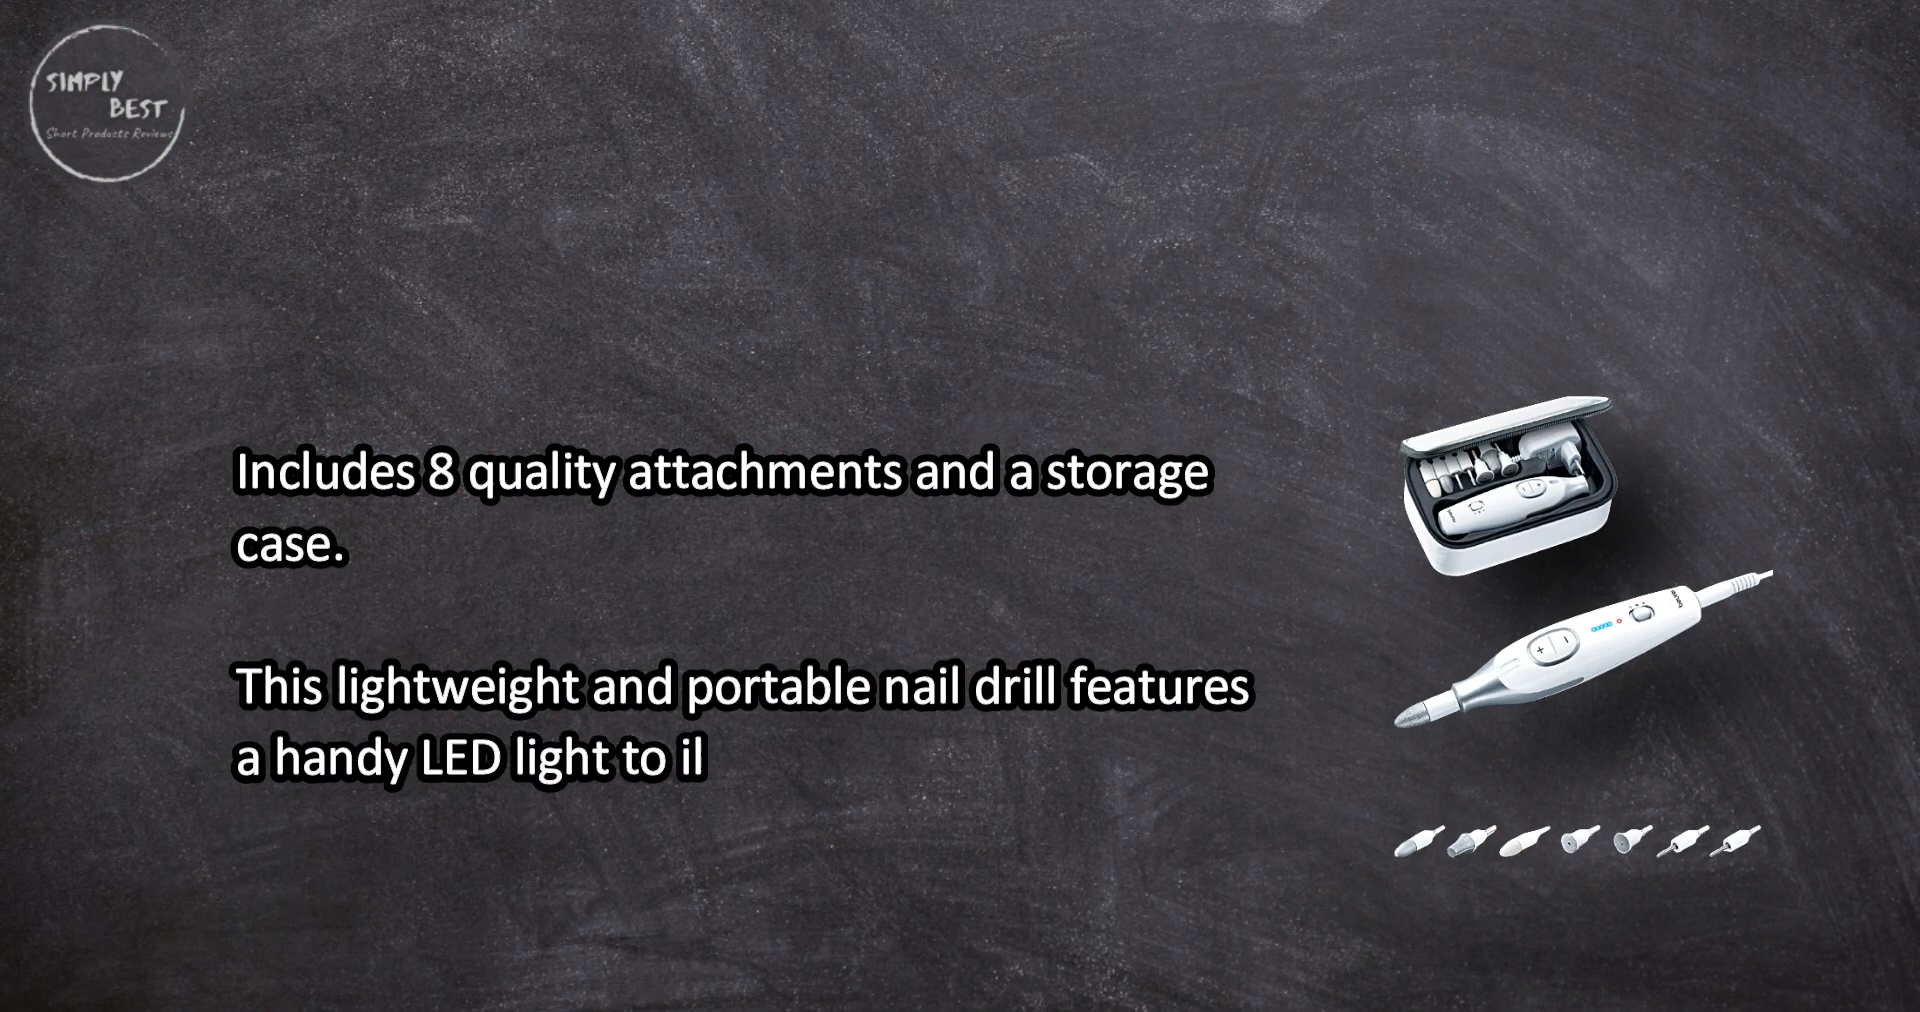 SIMPLY
BEST
Short Products Reviews
Includes 8 quality attachments and a storage
case.
This lightweight and portable nail drill features
a handy LED light to il
beurer